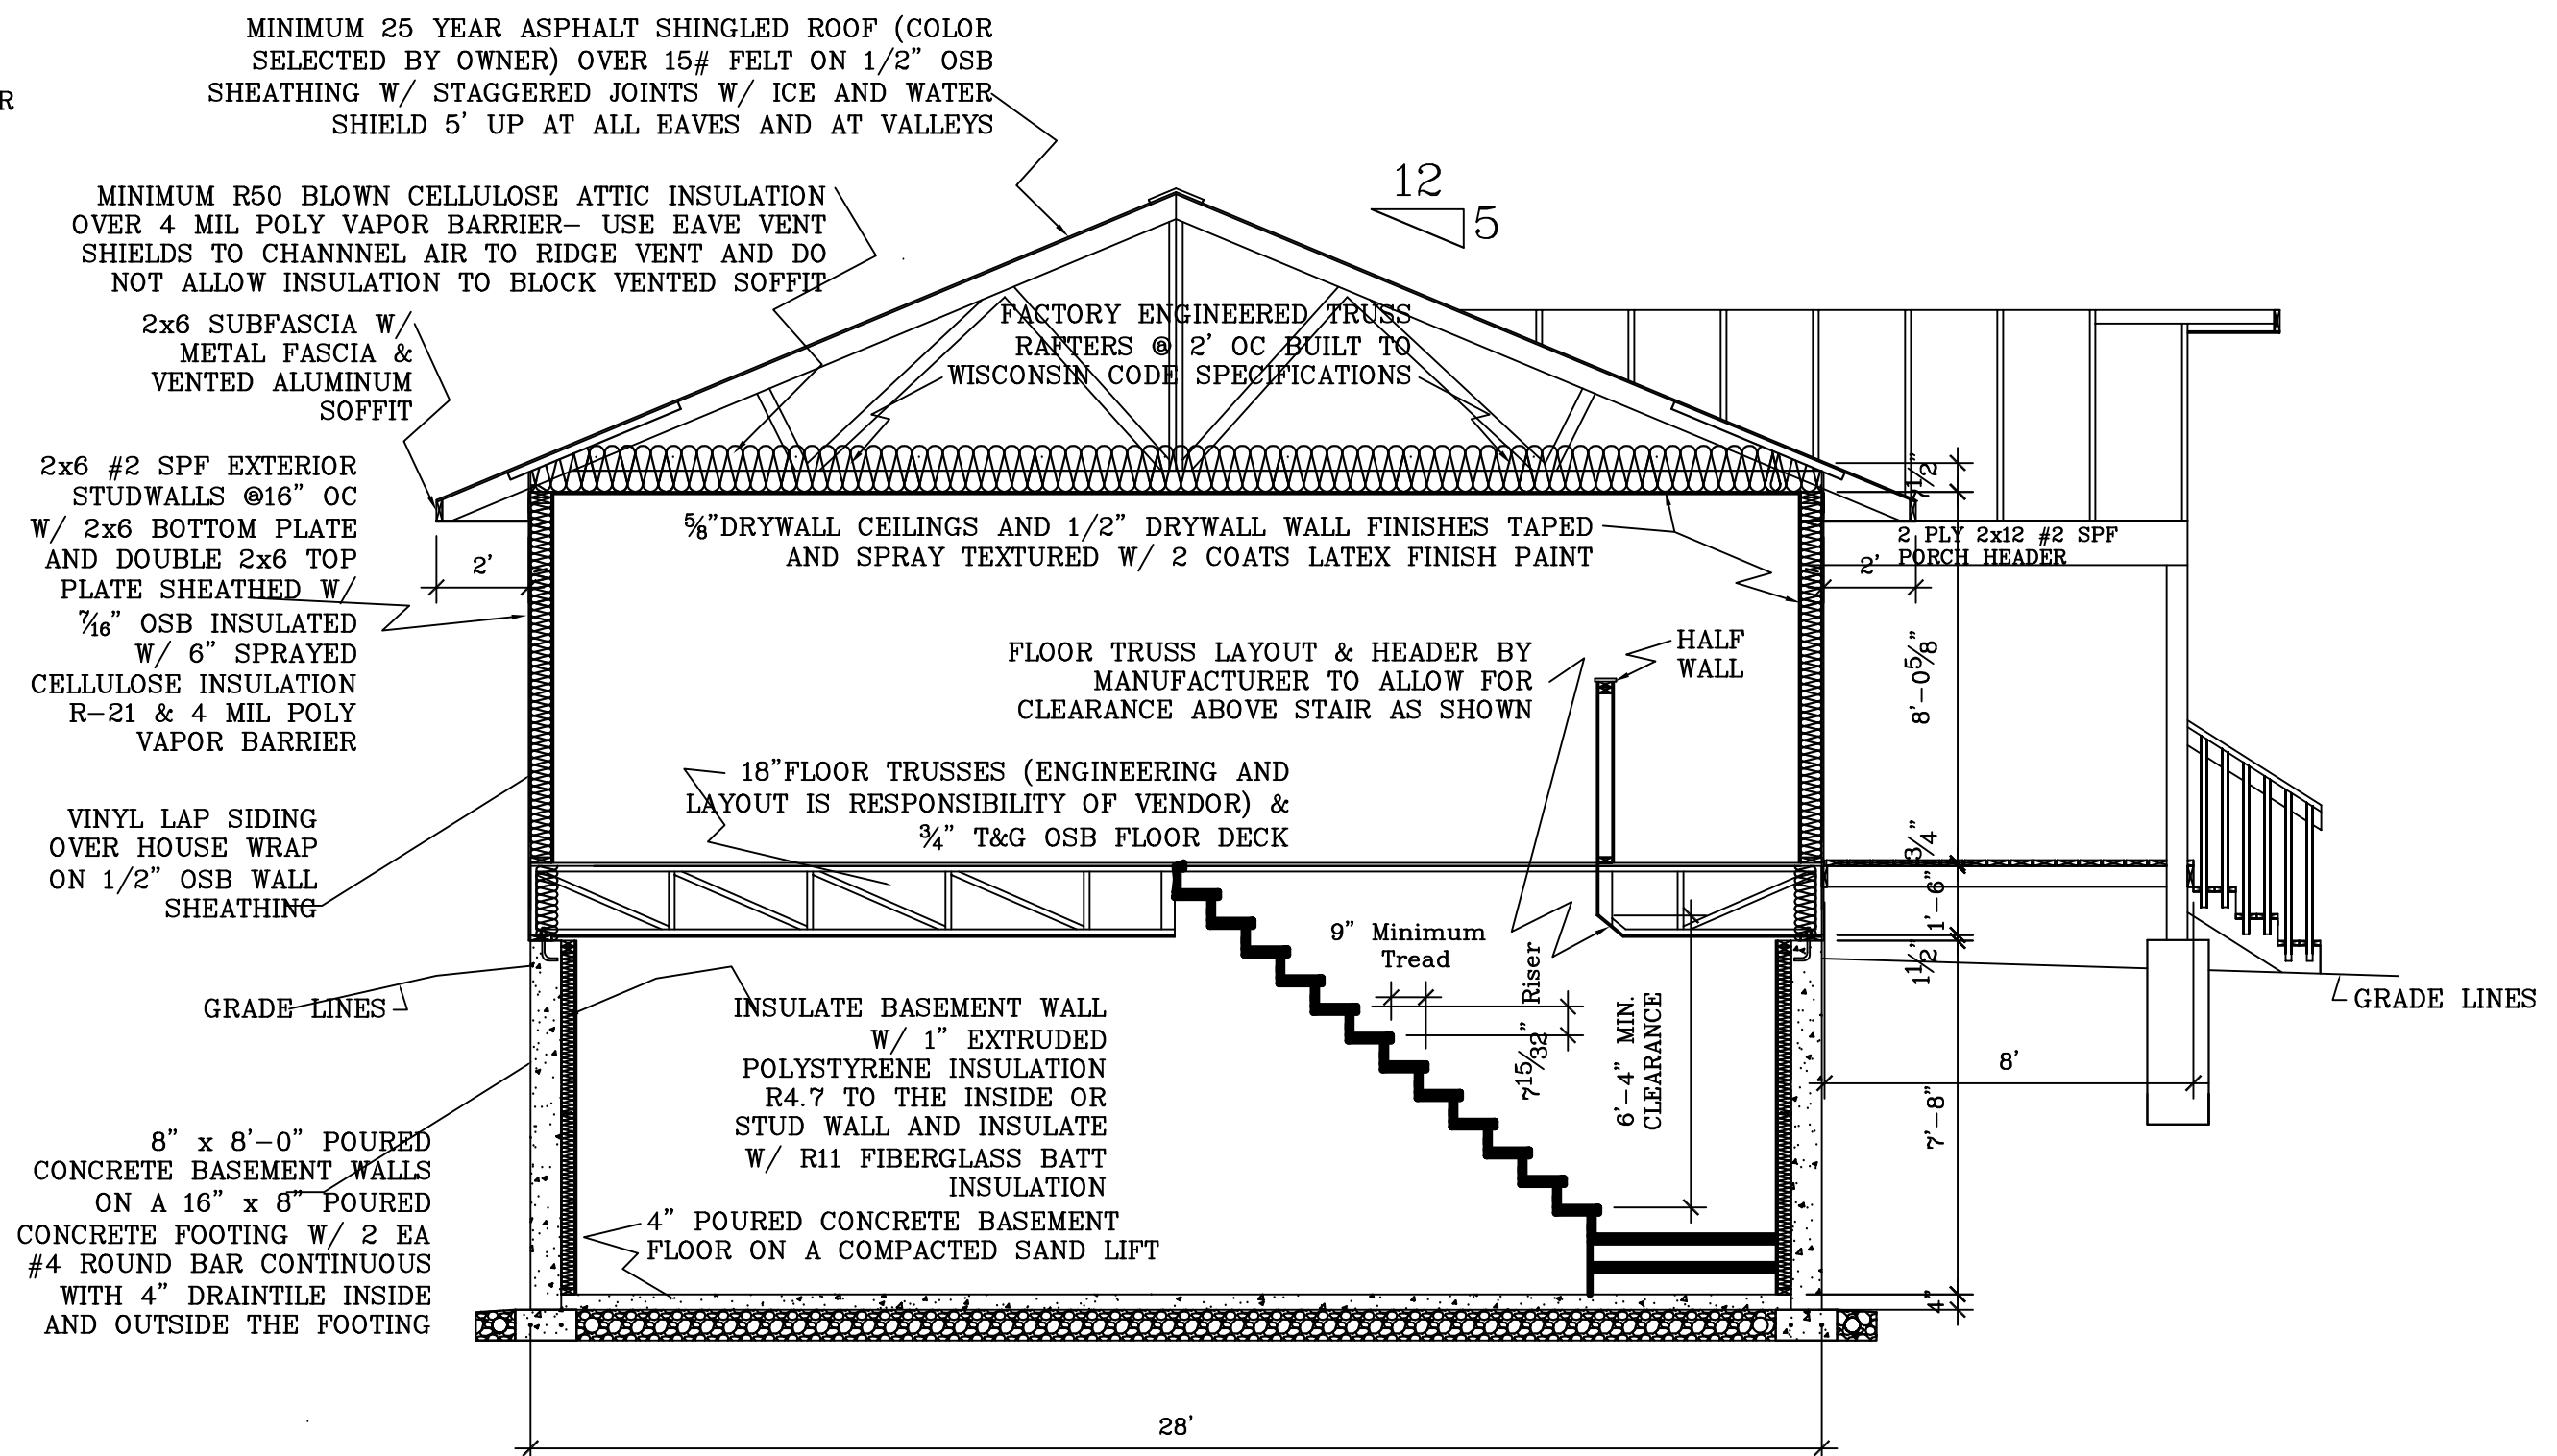 MINIMUM 25 YEAR ASPHALT SHINGLED ROOF (COLOR
SELECTED BY OWNER) OVER 15# FELT ON 1/2" OSB
SHEATHING W/ STAGGERED JOINTS W/ ICE AND WATER
SHIELD 5' UP AT ALL EAVES AND AT VALLEYS
R
MINIMUM R50 BLOWN CELLULOSE ATTIC INSULATION
OVER 4 MIL POLY VAPOR BARRIER- USE EAVE VENT
SHIELDS TO CHANNNEL AIR TO RIDGE VENT AND DO
NOT ALLOW INSULATION TO BLOCK VENTED SOFFIT
12
5
2x6 SUBFASCIA W/
METAL FASCIA &
VENTED ALUMINUM
SOFFIT
FACTORY ENGINEERED TRUSS
RAFTERS @ 2' OC BUILT TO
WISCONSIN CODE SPECIFICATIONS
2x6 #2 SPF EXTERIOR
STUDWALLS @16" OC
W/ 2x6 BOTTOM PLATE
AND DOUBLE 2x6 TOP
PLATE SHEATHED W/
7/16" OSB INSULATED
W/ 6" SPRAYED
CELLULOSE INSULATION
R-21 & 4 MIL POLY
VAPOR BARRIER
2'
5/8"DRYWALL CEILINGS AND 1/2" DRYWALL WALL FINISHES TAPED
AND SPRAY TEXTURED W/ 2 COATS LATEX FINISH PAINT
2 PLY 2x12 #2 SPF
PORCH HEADER
2'
7 1/2"
8'-0 5/8"
3/4"
1'-6"
1 1/2"
7'-8"
4"
FLOOR TRUSS LAYOUT & HEADER BY
MANUFACTURER TO ALLOW FOR
CLEARANCE ABOVE STAIR AS SHOWN
HALF
WALL
18"FLOOR TRUSSES (ENGINEERING AND
LAYOUT IS RESPONSIBILITY OF VENDOR) &
3/4" T&G OSB FLOOR DECK
VINYL LAP SIDING
OVER HOUSE WRAP
ON 1/2" OSB WALL
SHEATHING
9" Minimum
Tread
7 15/32" Riser
6'-4" MIN.
CLEARANCE
GRADE LINES
GRADE LINES
8'
INSULATE BASEMENT WALL
W/ 1" EXTRUDED
POLYSTYRENE INSULATION
R4.7 TO THE INSIDE OR
STUD WALL AND INSULATE
W/ R11 FIBERGLASS BATT
INSULATION
8" x 8'-0" POURED
CONCRETE BASEMENT WALLS
ON A 16" x 8" POURED
CONCRETE FOOTING W/ 2 EA
#4 ROUND BAR CONTINUOUS
WITH 4" DRAINTILE INSIDE
AND OUTSIDE THE FOOTING
4" POURED CONCRETE BASEMENT
FLOOR ON A COMPACTED SAND LIFT
28'